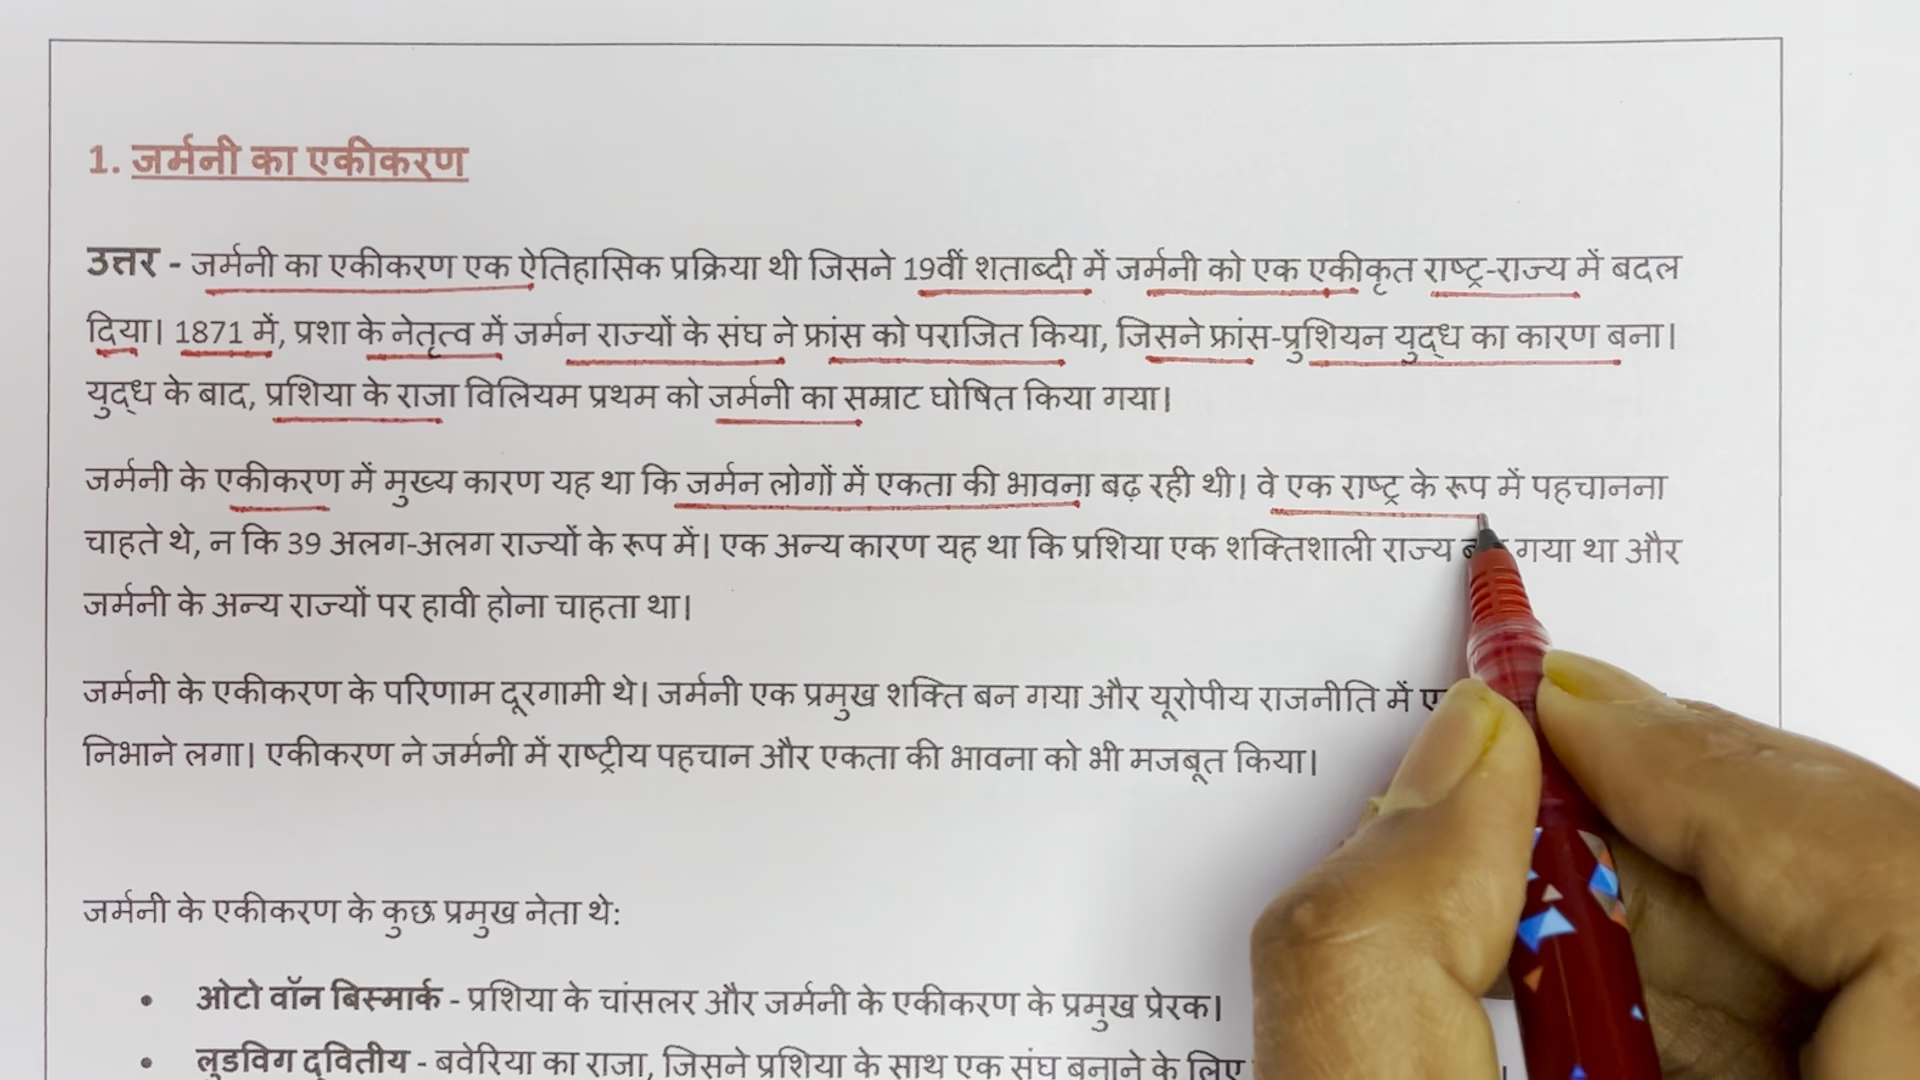 1. जर्मनी का एकीकरण
उत्तर - जर्मनी का एकीकरण एक ऐतिहासिक प्रक्रिया थी जिसने 19वीं शताब्दी में जर्मनी को एक एकीकृत राष्ट्र-राज्य में बदल
दिया। 1871 में, प्रशा के नेतृत्व में जर्मन राज्यों के संघ ने फ्रांस को पराजित किया, जिसने फ्रांस-प्रुशियन युद्ध का कारण बना।
युद्ध के बाद, प्रशिया के राजा विलियम प्रथम को जर्मनी का सम्राट घोषित किया गया।
जर्मनी के एकीकरण में मुख्य कारण यह था कि जर्मन लोगों में एकता की भावना बढ़ रही थी। वे एक राष्ट्र के रूप में पहचानना
चाहते थे, न कि 39 अलग-अलग राज्यों के रूप में। एक अन्य कारण यह था कि प्रशिया एक शक्तिशाली राज्य गया था और
जर्मनी के अन्य राज्यों पर हावी होना चाहता था।
जर्मनी के एकीकरण के परिणाम दूरगामी थे। जर्मनी एक प्रमुख शक्ति बन गया और यूरोपीय राजनीति में
निभाने लगा। एकीकरण ने जर्मनी में राष्ट्रीय पहचान और एकता की भावना को भी मजबूत किया।
जर्मनी के एकीकरण के कुछ प्रमुख नेता थे:
• ओटो वॉन बिस्मार्क - प्रशिया के चांसलर और जर्मनी के एकीकरण के प्रमुख प्रेरक।
• लुडविग द्वितीय - बवेरिया का राजा, जिसने प्रशिया के साथ एक संघ बनाने के लिए